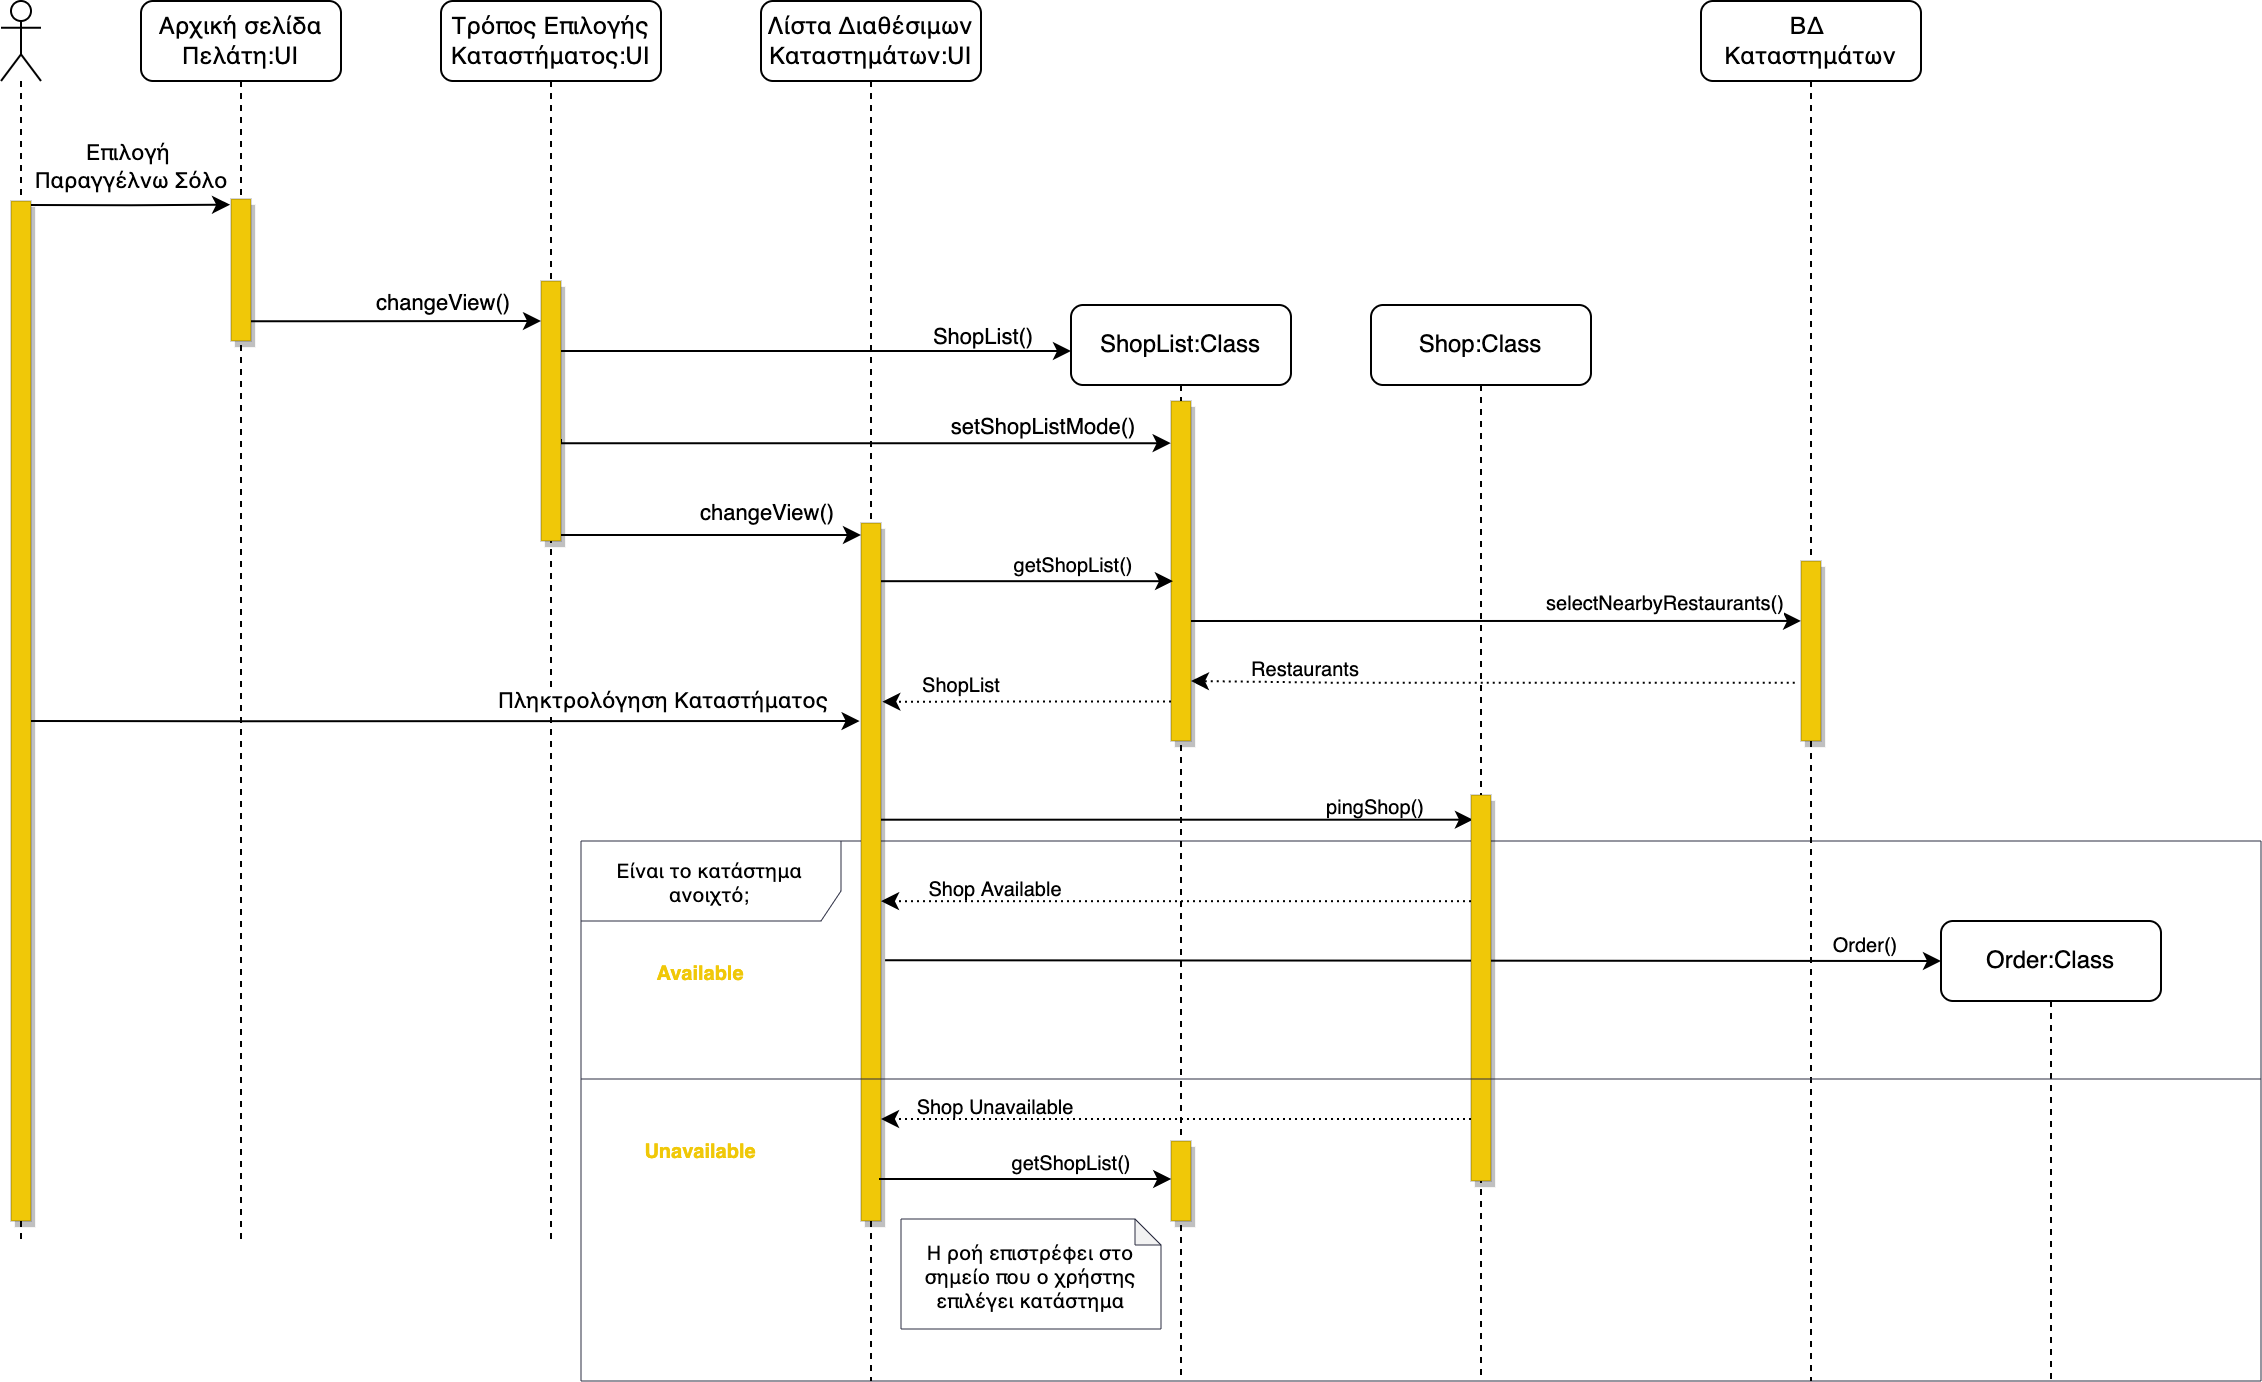 Αρχική σελίδα
Πελάτη:UI
Τρόπος Επιλογής
Καταστήματος:UI
Λίστα Διαθέσιμων
Καταστημάτων:UI
ΒΔ
Καταστημάτων
Επιλογή
Παραγγέλνω Σόλο
changeView()
ShopList()
ShopList:Class
Shop:Class
setShopListMode()
changeView()
getShopList()
selectNearbyRestaurants()
Restaurants
ShopList
Πληκτρολόγηση Καταστήματος
pingShop()
Είναι το κατάστημα
ανοιχτό;
Shop Available
Order()
Order:Class
Available
Shop Unavailable
Unavailable
getShopList()
Η ροή επιστρέφει στο
σημείο που ο χρήστης
επιλέγει κατάστημα